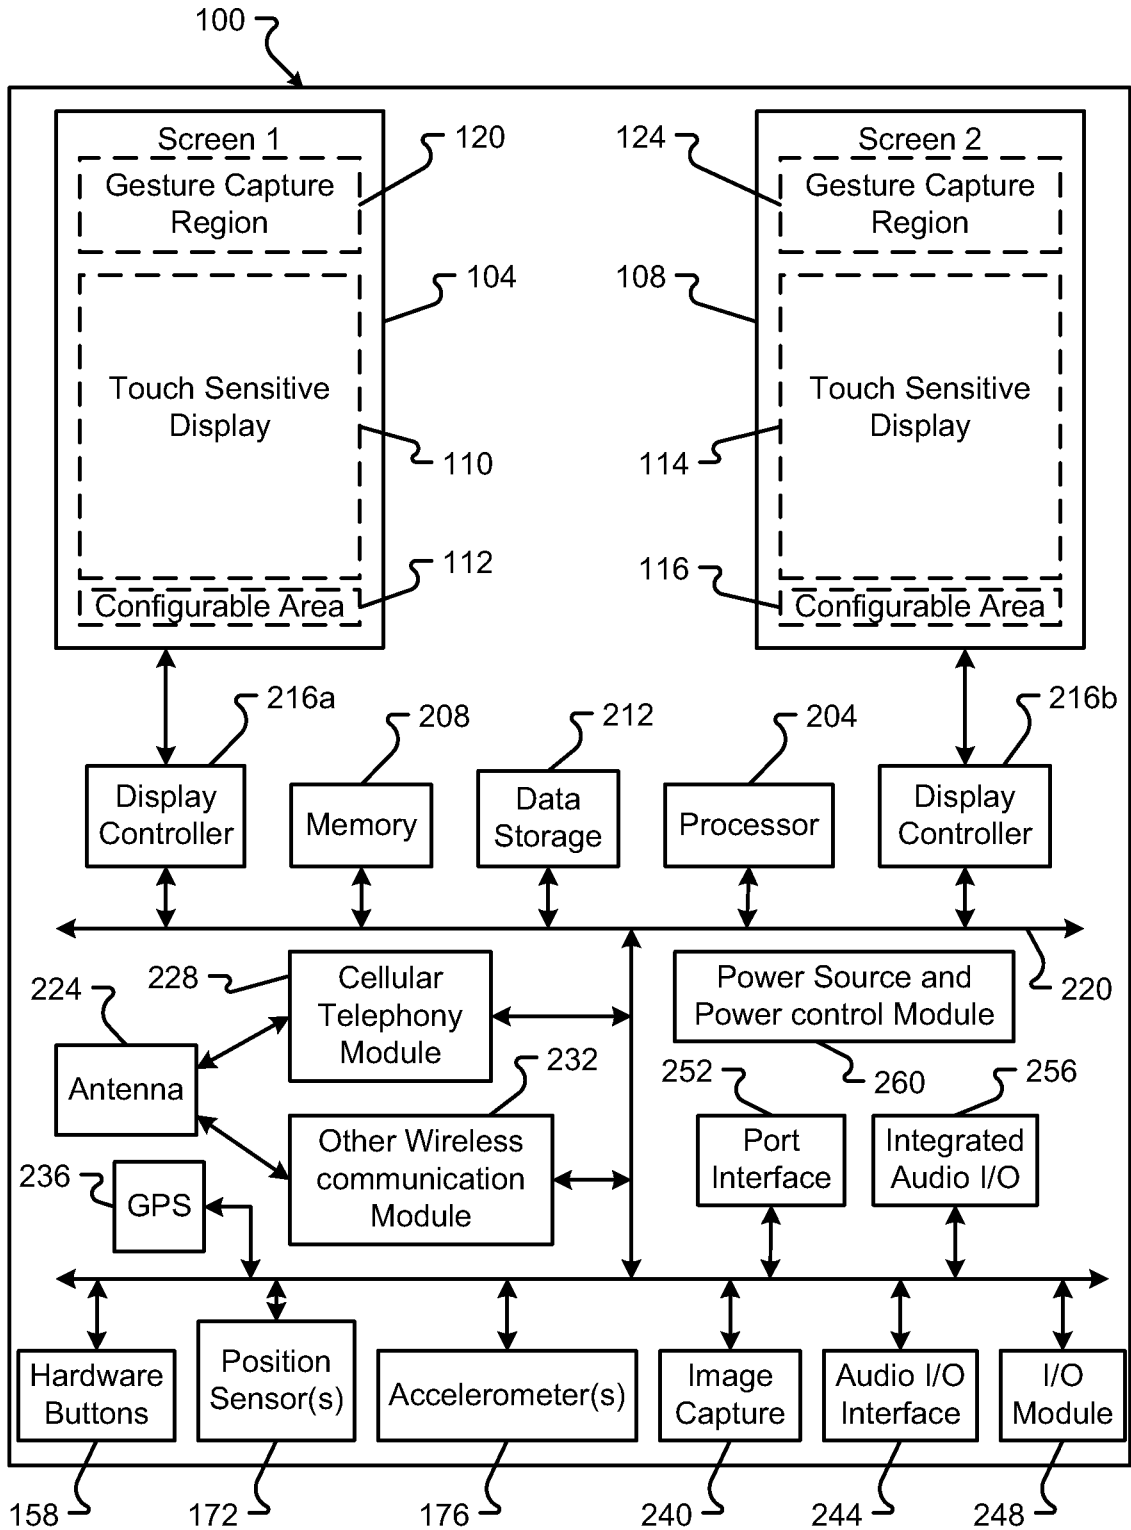 100
Screen 1
Gesture Capture
Region
120
Screen 2
Gesture Capture
Region
124
104
108
Touch Sensitive
Display
110
Touch Sensitive
Display
114
112
Configurable Area
116
Configurable Area
216a
208
212
204
216b
Display
Controller
Memory
Data
Storage
Processor
Display
Controller
220
228
Cellular
Telephony
Module
Power Source and
Power control Module
260
224
Antenna
232
Other Wireless
communication
Module
252
Port
Interface
256
Integrated
Audio I/O
236
GPS
Hardware
Buttons
Position
Sensor(s)
Accelerometer(s)
Image
Capture
Audio I/O
Interface
I/O
Module
158
172
176
240
244
248